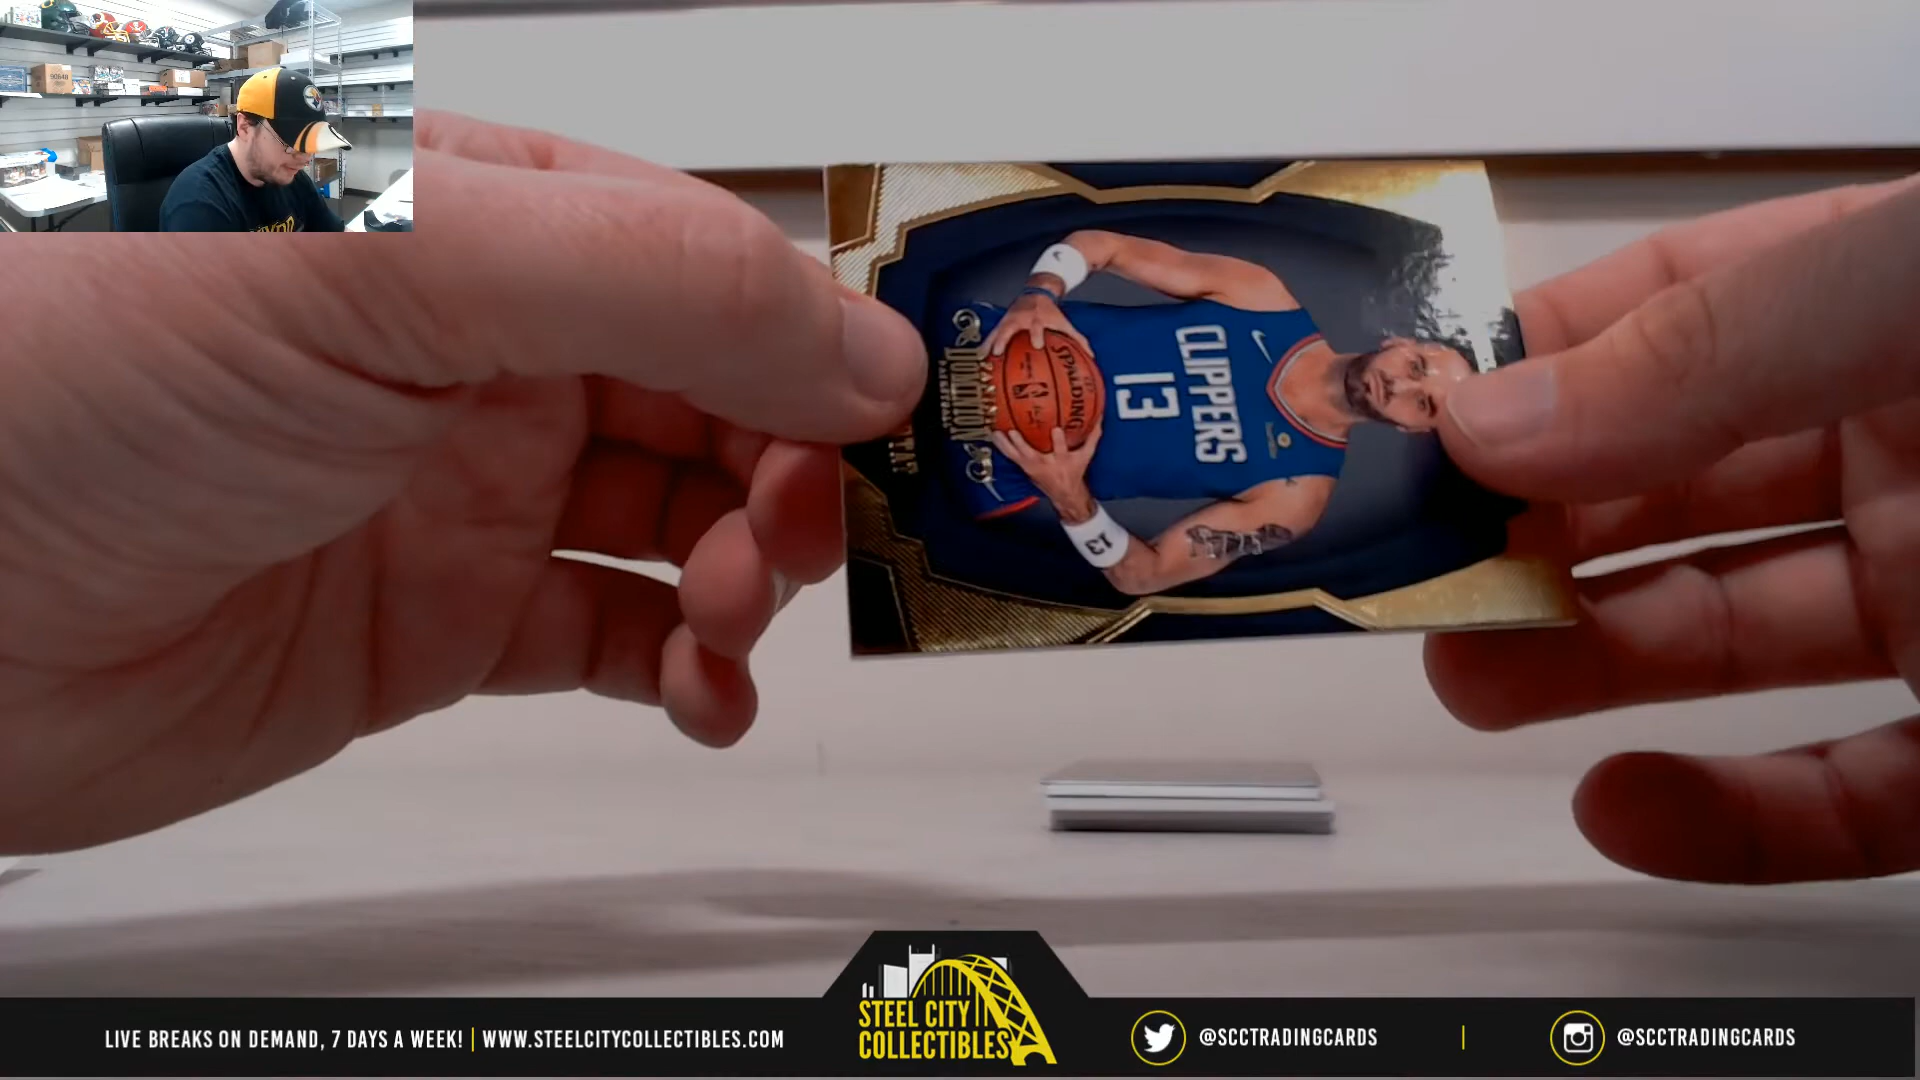 CLIPPERS
13
SPALDING
13
DOMINION
LIVE BREAKS ON DEMAND, 7 DAYS A WEEK! | WWW.STEELCITYCOLLECTIBLES.COM
STEEL CITY
COLLECTIBLES
@SCCTRADINGCARDS | @SCCTRADINGCARDS